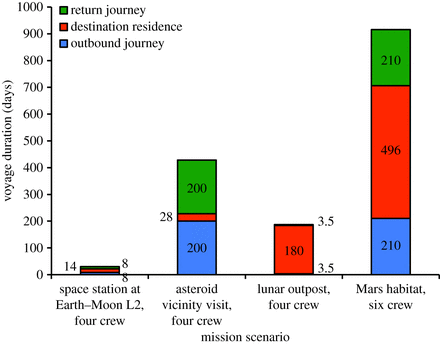 1000
900
800
700
600
500
400
300
200
100
0
voyage duration (days)
return journey
destination residence
outbound journey
14
8
8
200
28
200
3.5
180
3.5
210
496
210
space station at
Earth–Moon L2,
four crew
asteroid
vicinity visit,
four crew
lunar outpost,
four crew
Mars habitat,
six crew
mission scenario